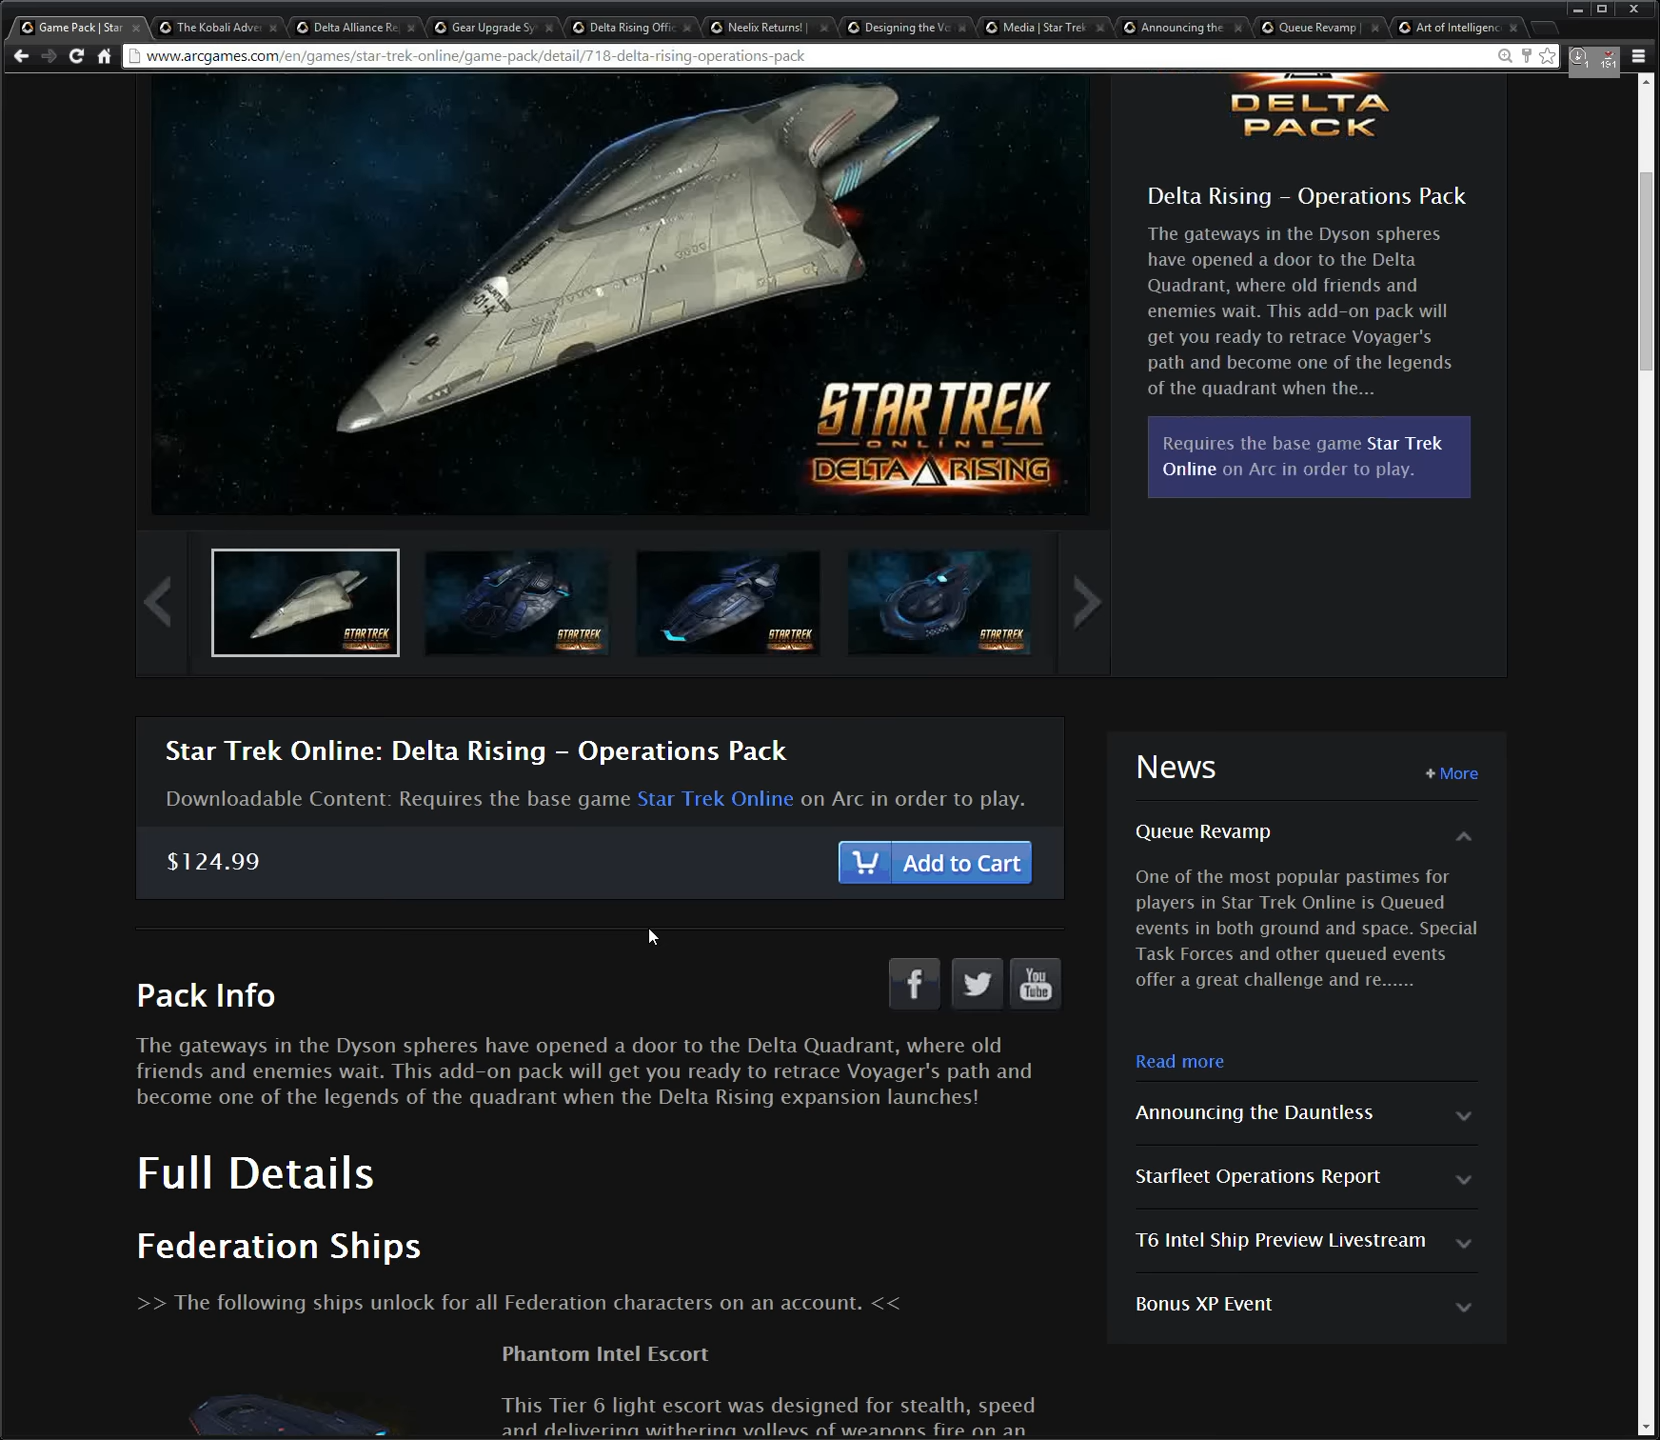 Game Pack | Star
The Kobali Adve
Delta Alliance Re
Gear Upgrade Sy
Delta Rising Offic
Neelix Returns! |
Designing the Vo
Media | Star Trek
Announcing the
Queue Revamp |
Art of Intelligenc
www.arcgames.com/en/games/star-trek-online/game-pack/detail/718-delta-rising-operations-pack
1
191
DAUNTLESS
STAR TREK
ONLINE
DELTA RISING
STAR TREK
STAR TREK
STAR TREK
STAR TREK
DELTA
PACK
Delta Rising – Operations Pack
The gateways in the Dyson spheres
have opened a door to the Delta
Quadrant, where old friends and
enemies wait. This add-on pack will
get you ready to retrace Voyager's
path and become one of the legends
of the quadrant when the...
Requires the base game Star Trek
Online on Arc in order to play.
Star Trek Online: Delta Rising – Operations Pack
Downloadable Content: Requires the base game Star Trek Online on Arc in order to play.
$124.99
Add to Cart
Pack Info
f
You
Tube
The gateways in the Dyson spheres have opened a door to the Delta Quadrant, where old
friends and enemies wait. This add-on pack will get you ready to retrace Voyager's path and
become one of the legends of the quadrant when the Delta Rising expansion launches!
Full Details
Federation Ships
>> The following ships unlock for all Federation characters on an account. <<
Phantom Intel Escort
This Tier 6 light escort was designed for stealth, speed
and delivering withering volleys of weapons fire on an
News
+ More
Queue Revamp
One of the most popular pastimes for
players in Star Trek Online is Queued
events in both ground and space. Special
Task Forces and other queued events
offer a great challenge and re......
Read more
Announcing the Dauntless
Starfleet Operations Report
T6 Intel Ship Preview Livestream
Bonus XP Event